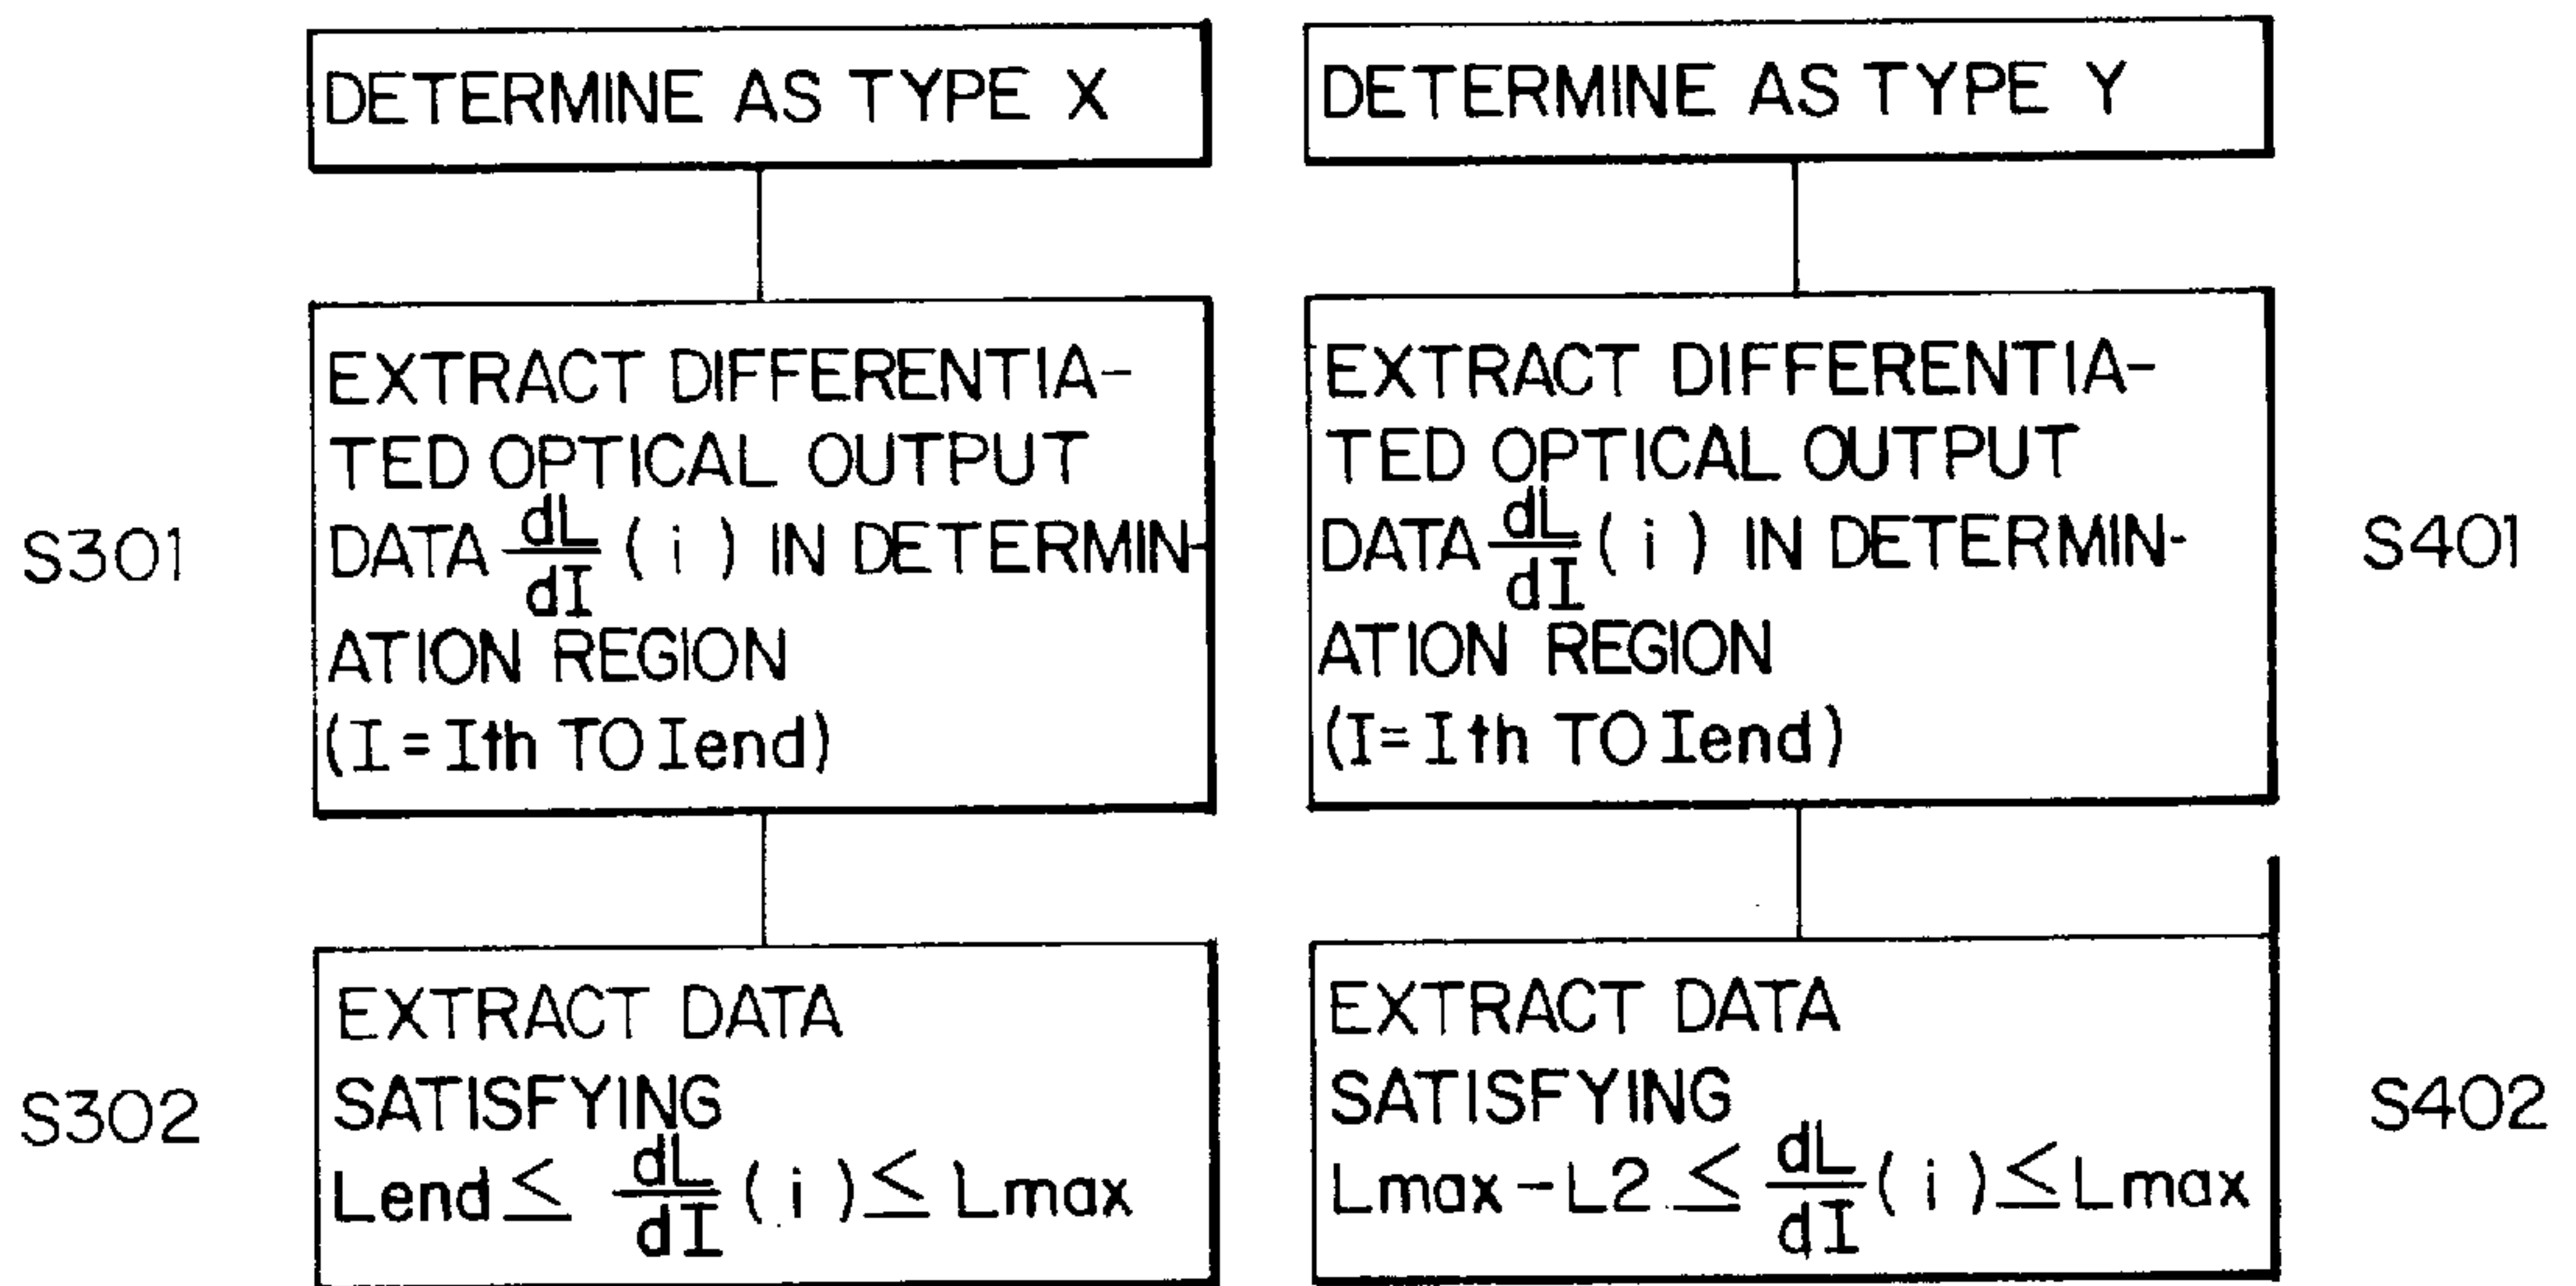 DETERMINE AS TYPE X
S301
EXTRACT DIFFERENTIA-
TED OPTICAL OUTPUT
DATA dL/dI (i) IN DETERMIN-
ATION REGION
(I=Ith TO Iend)
S302
EXTRACT DATA
SATISFYING
Lend ≤ dL/dI (i) ≤ Lmax
DETERMINE AS TYPE Y
S401
EXTRACT DIFFERENTIA-
TED OPTICAL OUTPUT
DATA dL/dI (i) IN DETERMIN-
ATION REGION
(I=Ith TO Iend)
S402
EXTRACT DATA
SATISFYING
Lmax-L2 ≤ dL/dI (i) ≤ Lmax